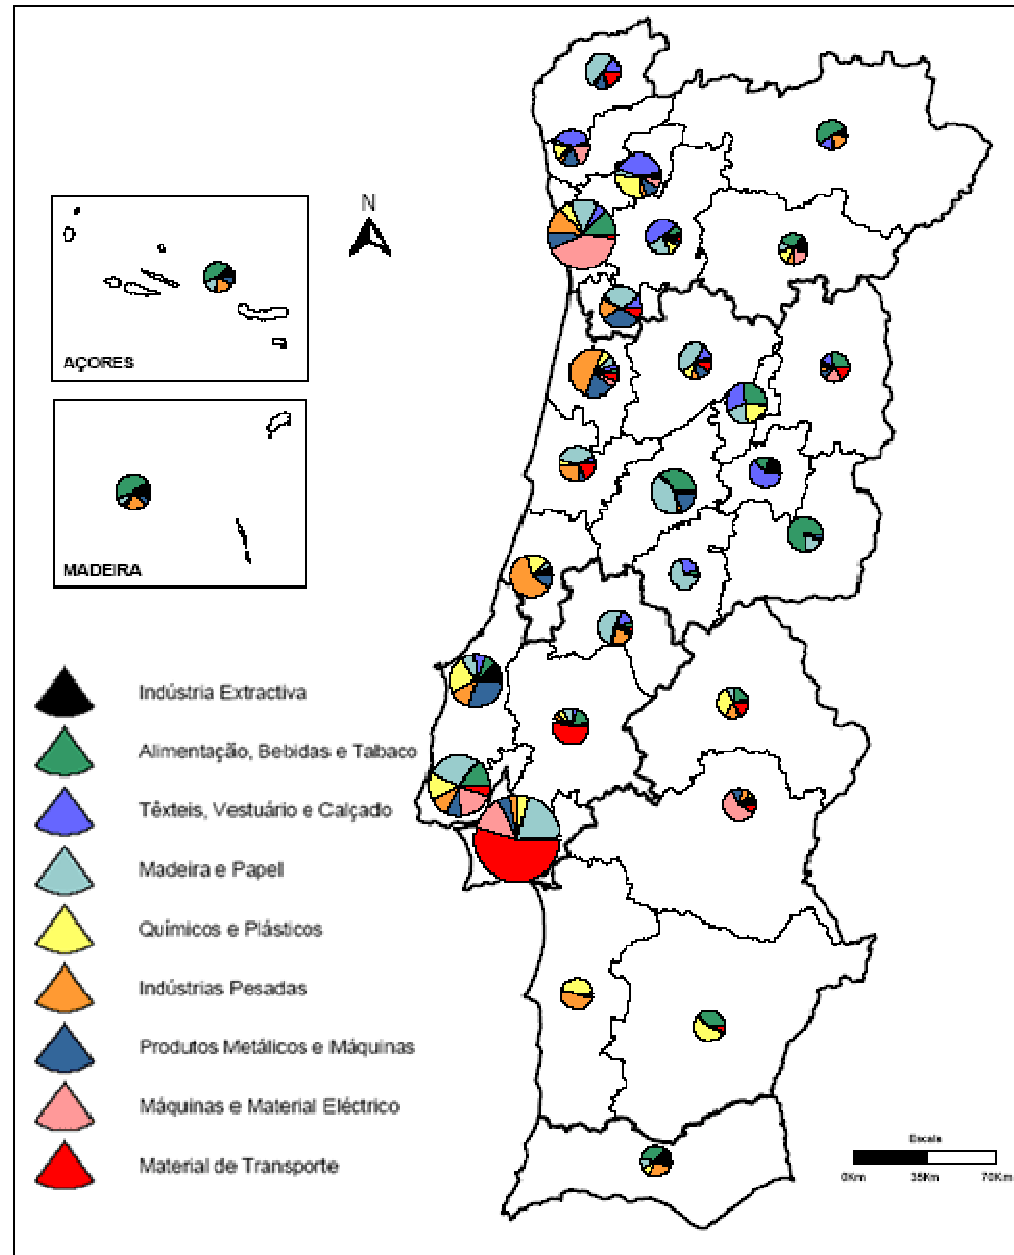 N
AÇORES
MADEIRA
Indústria Extractiva
Alimentação, Bebidas e Talbaco
Têxteis, Vestuário e Calçado
Madeira e Papell
Químicos e Plásticos
Indústrias Pesadas
Produtos Metálicos e Máquinas
Máquinas e Material Eléctrico
Material de Transporte
Escala
0Km 35Km 70Km